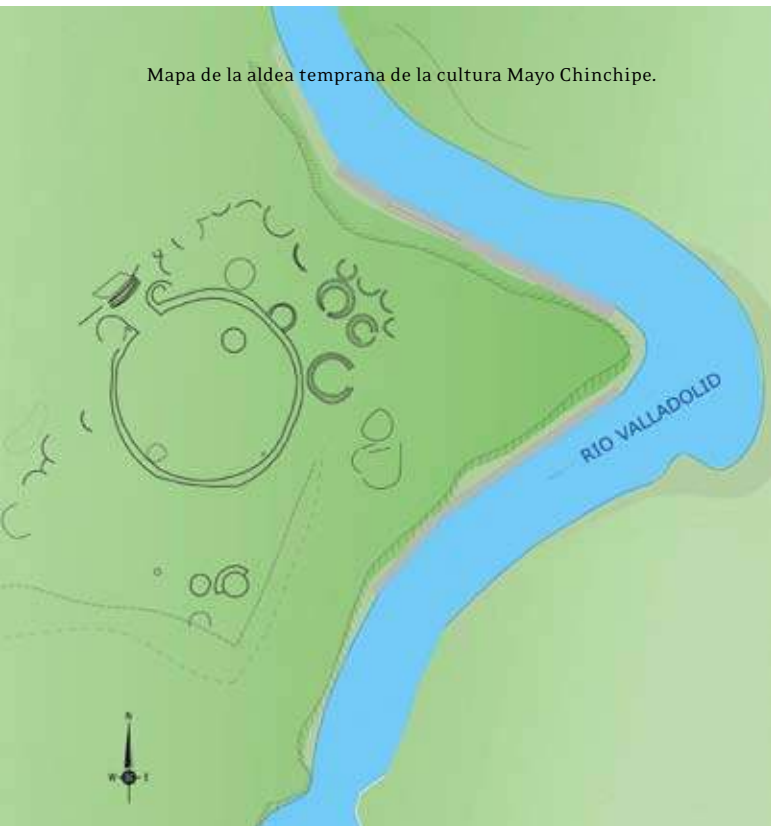 Mapa de la aldea temprana de la cultura Mayo Chinchipe.
RIO VALLADOLID
N
W E